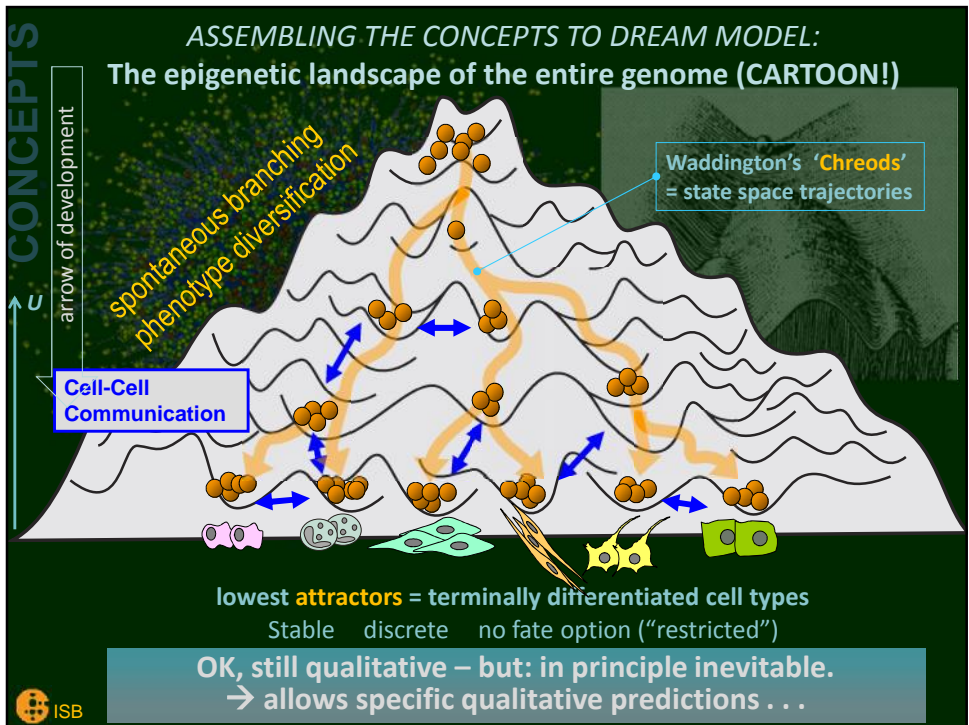 CONCEPTS
ASSEMBLING THE CONCEPTS TO DREAM MODEL:
The epigenetic landscape of the entire genome (CARTOON!)
arrow of development
spontaneous branching
phenotype diversification
Waddington's 'Chreods'
= state space trajectories
U
Cell-Cell
Communication
lowest attractors = terminally differentiated cell types
Stable discrete no fate option ("restricted")
OK, still qualitative – but: in principle inevitable.
→ allows specific qualitative predictions . . .
ISB